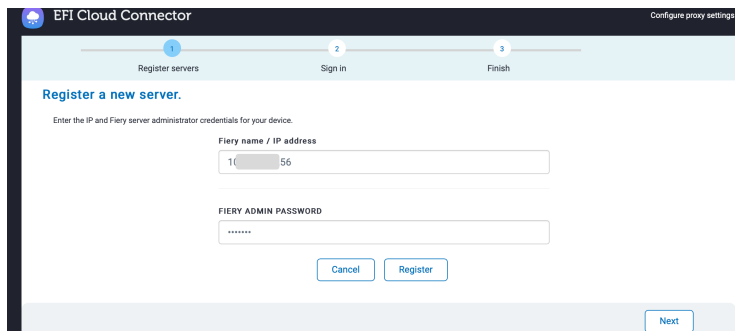 EFI Cloud Connector
Configure proxy settings
1
2
3
Register servers
Sign in
Finish
Register a new server.
Enter the IP and Fiery server administrator credentials for your device.
Fiery name / IP address
56
FIERY ADMIN PASSWORD
•••••••
Cancel
Register
Next